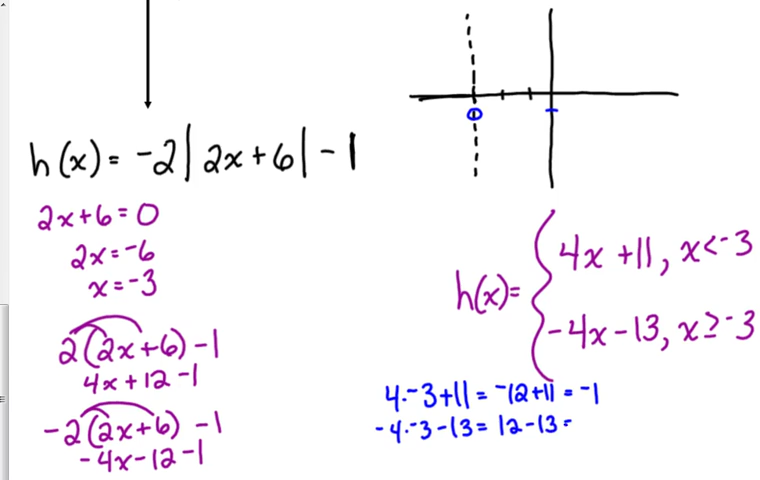 h(x) = -2|2x+6| - 1
2x+6=0
2x=-6
x=-3
2(2x+6)-1
4x+12-1
-2(2x+6)-1
-4x-12-1
h(x)= {
4x+11, x<-3
-4x-13, x≥-3
4·-3+11 = -12+11 = -1
-4·-3-13 = 12-13 =